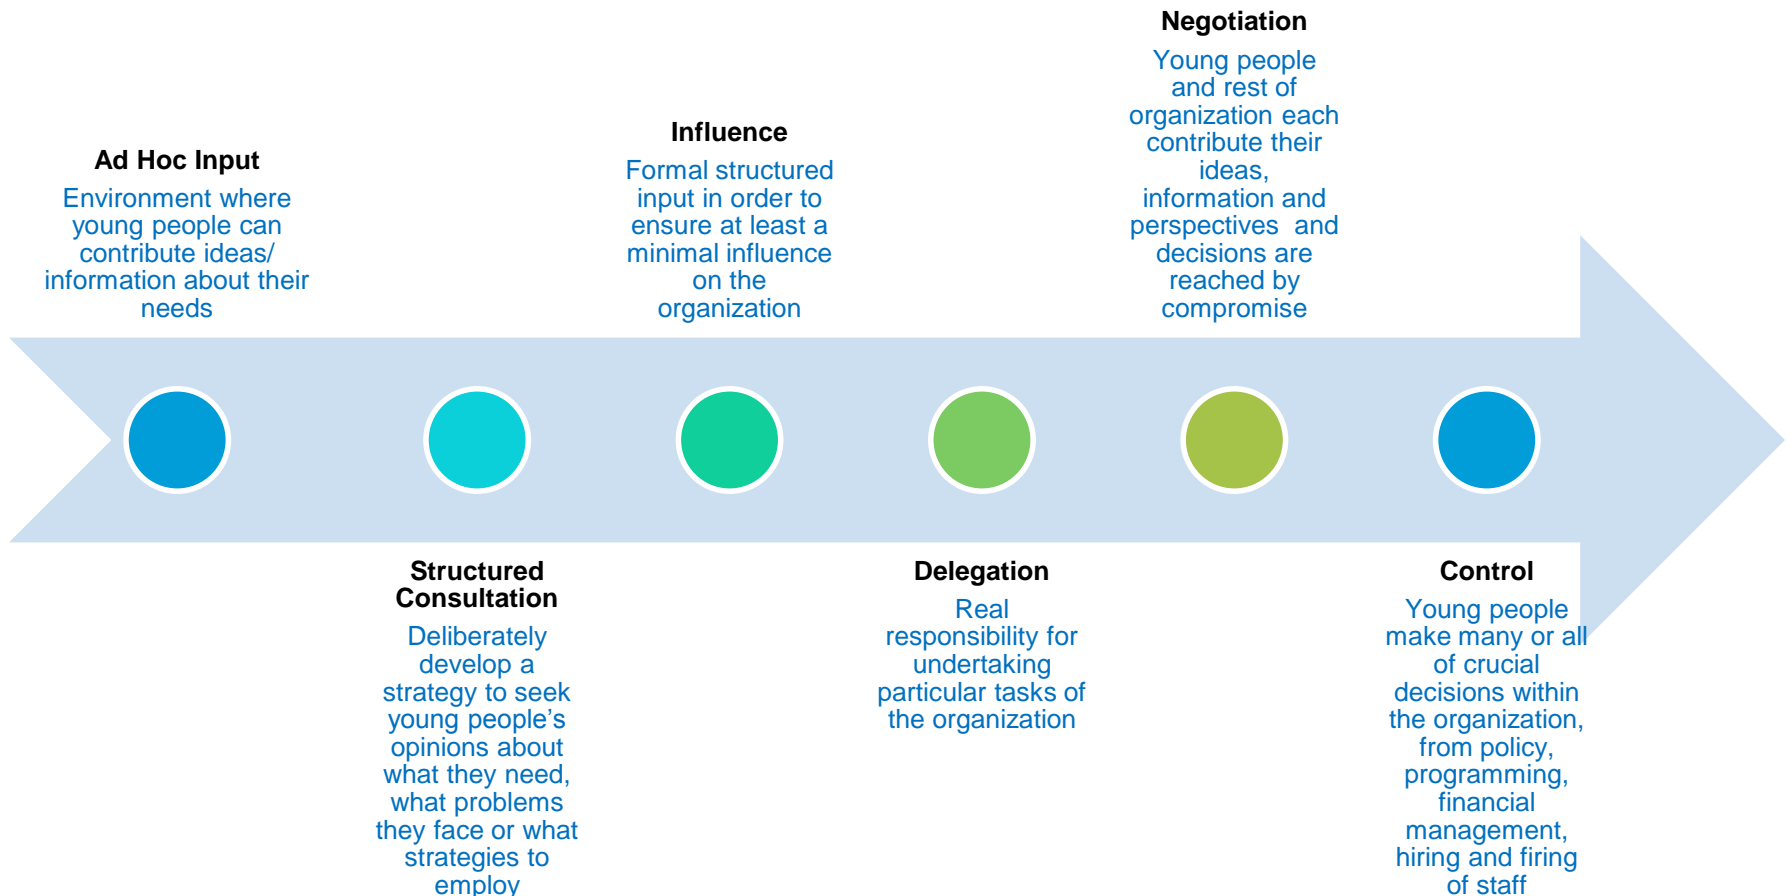 Ad Hoc Input
Environment where
young people can
contribute ideas/
information about their
needs
Structured
Consultation
Deliberately
develop a
strategy to seek
young people’s
opinions about
what they need,
what problems
they face or what
strategies to
employ
Influence
Formal structured
input in order to
ensure at least a
minimal influence
on the
organization
Delegation
Real
responsibility for
undertaking
particular tasks of
the organization
Negotiation
Young people
and rest of
organization each
contribute their
ideas,
information and
perspectives  and
decisions are
reached by
compromise
Control
Young people
make many or all
of crucial
decisions within
the organization,
from policy,
programming,
financial
management,
hiring and firing
of staff